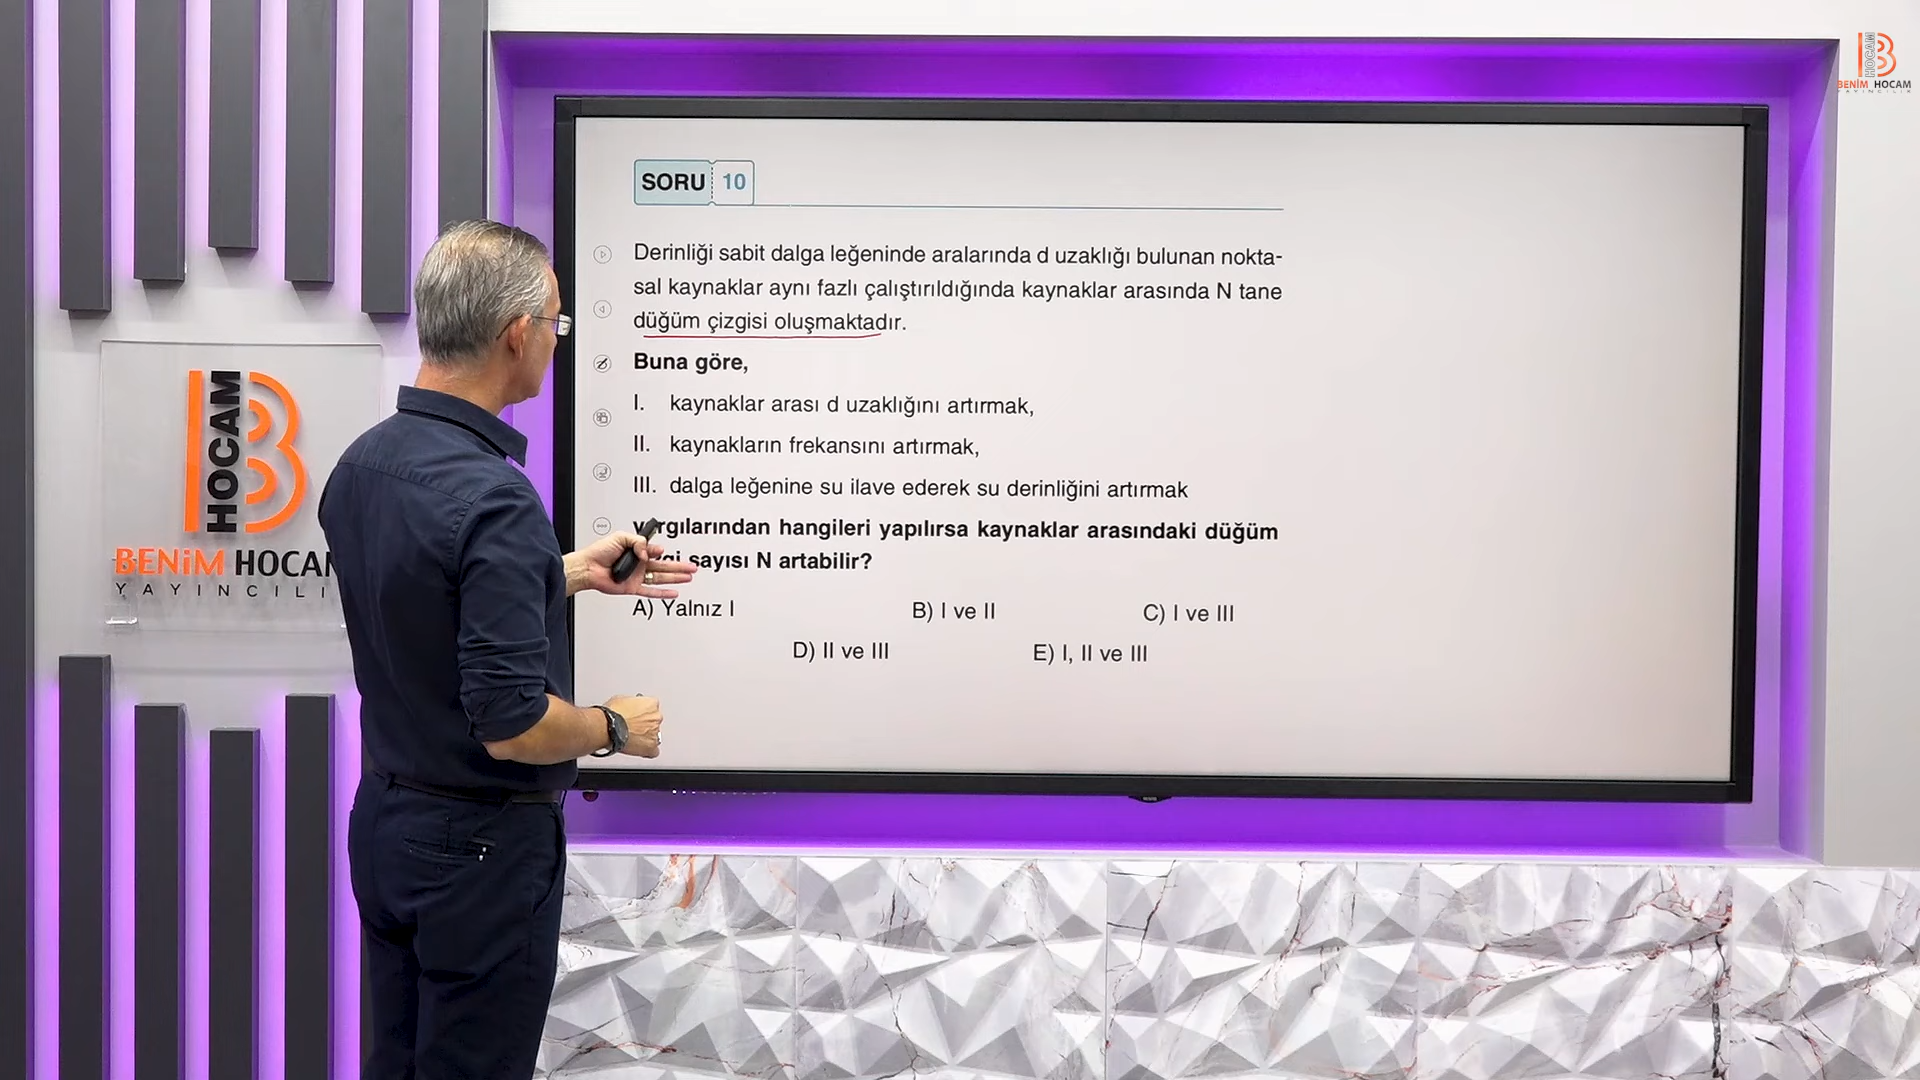 BENİM HOCAM
YAYINCILIK
SORU 10
Derinliği sabit dalga leğeninde aralarında d uzaklığı bulunan nokta-
sal kaynaklar aynı fazlı çalıştırıldığında kaynaklar arasında N tane
düğüm çizgisi oluşmaktadır.
Buna göre,
I. kaynaklar arası d uzaklığını artırmak,
II. kaynakların frekansını artırmak,
III. dalga leğenine su ilave ederek su derinliğini artırmak
hangileri yapılırsa kaynaklar arasındaki düğüm
sayısı N artabilir?
A) Yalnız I
B) I ve II
C) I ve III
D) II ve III
E) I, II ve III
HOCAM
BENİM HOCAM
YAYINCILI